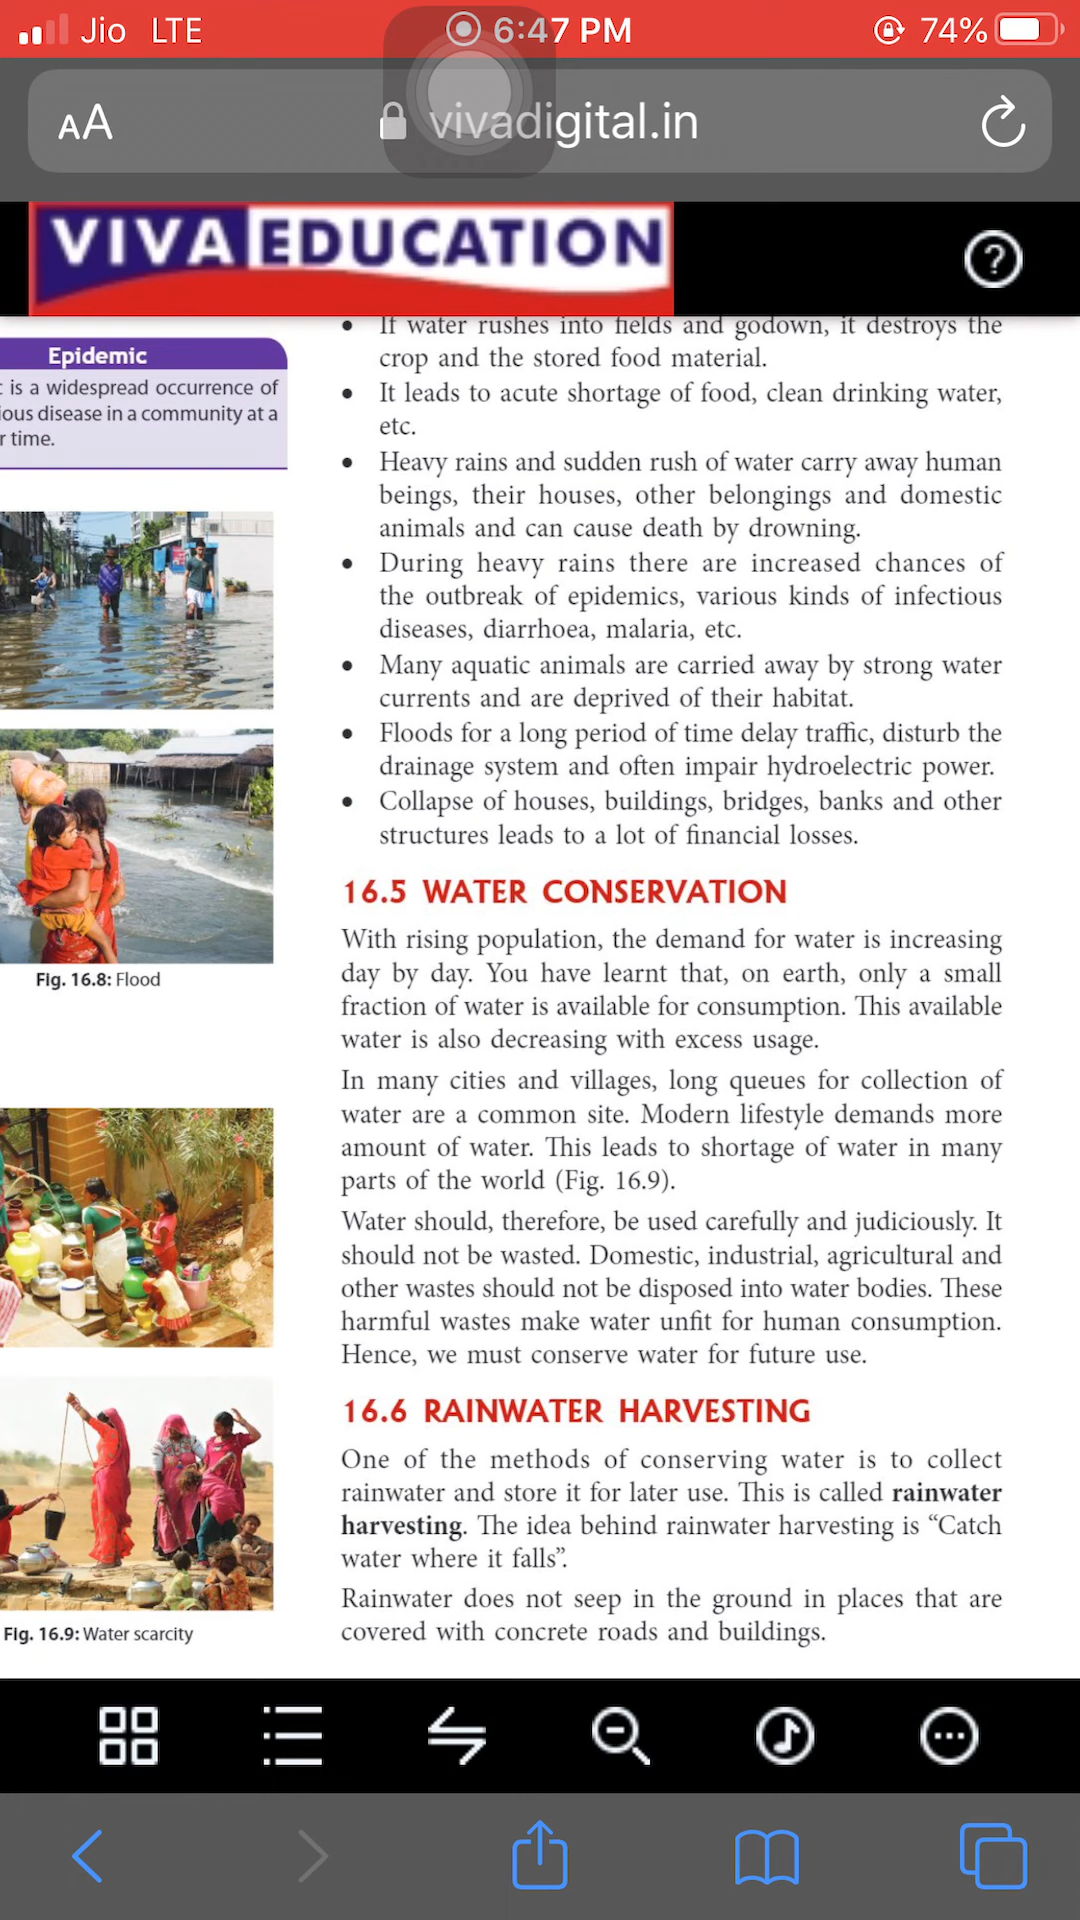 Jio LTE
6:47 PM
74%
AA
vivadigital.in
VIVA EDUCATION
?
• If water rushes into fields and godown, it destroys the
crop and the stored food material.
• It leads to acute shortage of food, clean drinking water,
etc.
• Heavy rains and sudden rush of water carry away human
beings, their houses, other belongings and domestic
animals and can cause death by drowning.
• During heavy rains there are increased chances of
the outbreak of epidemics, various kinds of infectious
diseases, diarrhoea, malaria, etc.
• Many aquatic animals are carried away by strong water
currents and are deprived of their habitat.
• Floods for a long period of time delay traffic, disturb the
drainage system and often impair hydroelectric power.
• Collapse of houses, buildings, bridges, banks and other
structures leads to a lot of financial losses.
Epidemic
is a widespread occurrence of
ious disease in a community at a
r time.
Fig. 16.8: Flood
16.5 WATER CONSERVATION
With rising population, the demand for water is increasing
day by day. You have learnt that, on earth, only a small
fraction of water is available for consumption. This available
water is also decreasing with excess usage.
In many cities and villages, long queues for collection of
water are a common site. Modern lifestyle demands more
amount of water. This leads to shortage of water in many
parts of the world (Fig. 16.9).
Water should, therefore, be used carefully and judiciously. It
should not be wasted. Domestic, industrial, agricultural and
other wastes should not be disposed into water bodies. These
harmful wastes make water unfit for human consumption.
Hence, we must conserve water for future use.
16.6 RAINWATER HARVESTING
One of the methods of conserving water is to collect
rainwater and store it for later use. This is called rainwater
harvesting. The idea behind rainwater harvesting is “Catch
water where it falls”.
Rainwater does not seep in the ground in places that are
covered with concrete roads and buildings.
Fig. 16.9: Water scarcity